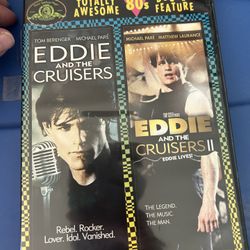 TOTALLY AWESOME 80s
FEATURE
TOM BERENGER MICHAEL PARÉ
EDDIE
AND THE
CRUISERS
Rebel. Rocker.
Lover. Idol. Vanished.
MICHAEL PARÉ MATTHEW LAURANCE
EDDIE
AND THE
CRUISERS II
EDDIE LIVES!
THE LEGEND.
THE MUSIC.
THE MAN.